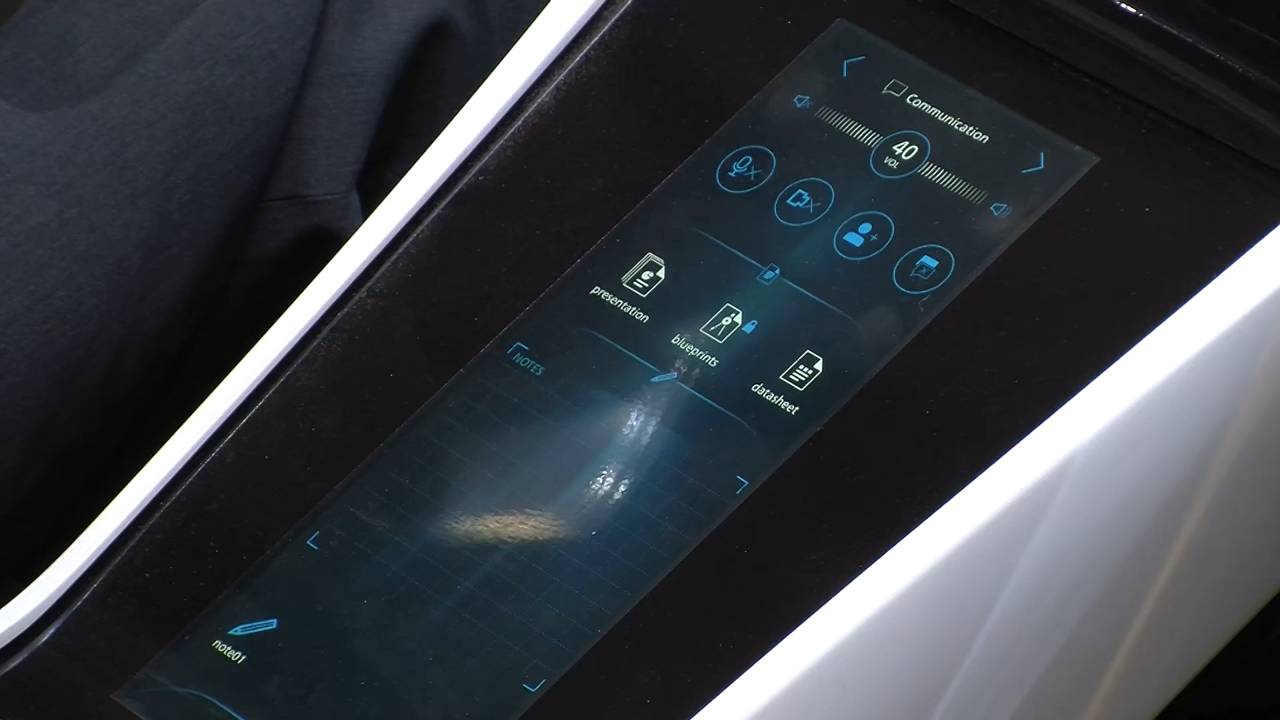 Communication
40
VOL
presentation
blueprints
datasheet
NOTES
note01